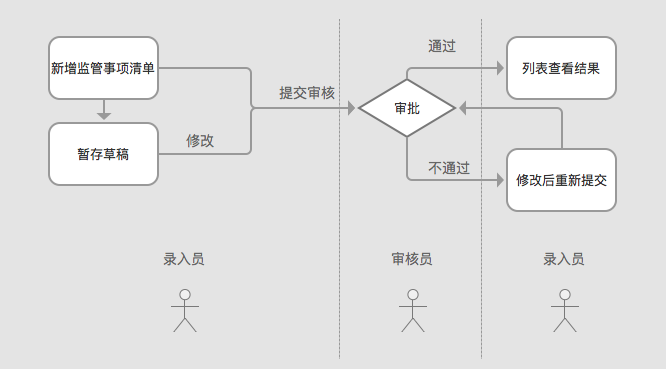 通过
新增监管事项清单
列表查看结果
提交审核
审批
修改
暂存草稿
不通过
修改后重新提交
录入员
审核员
录入员